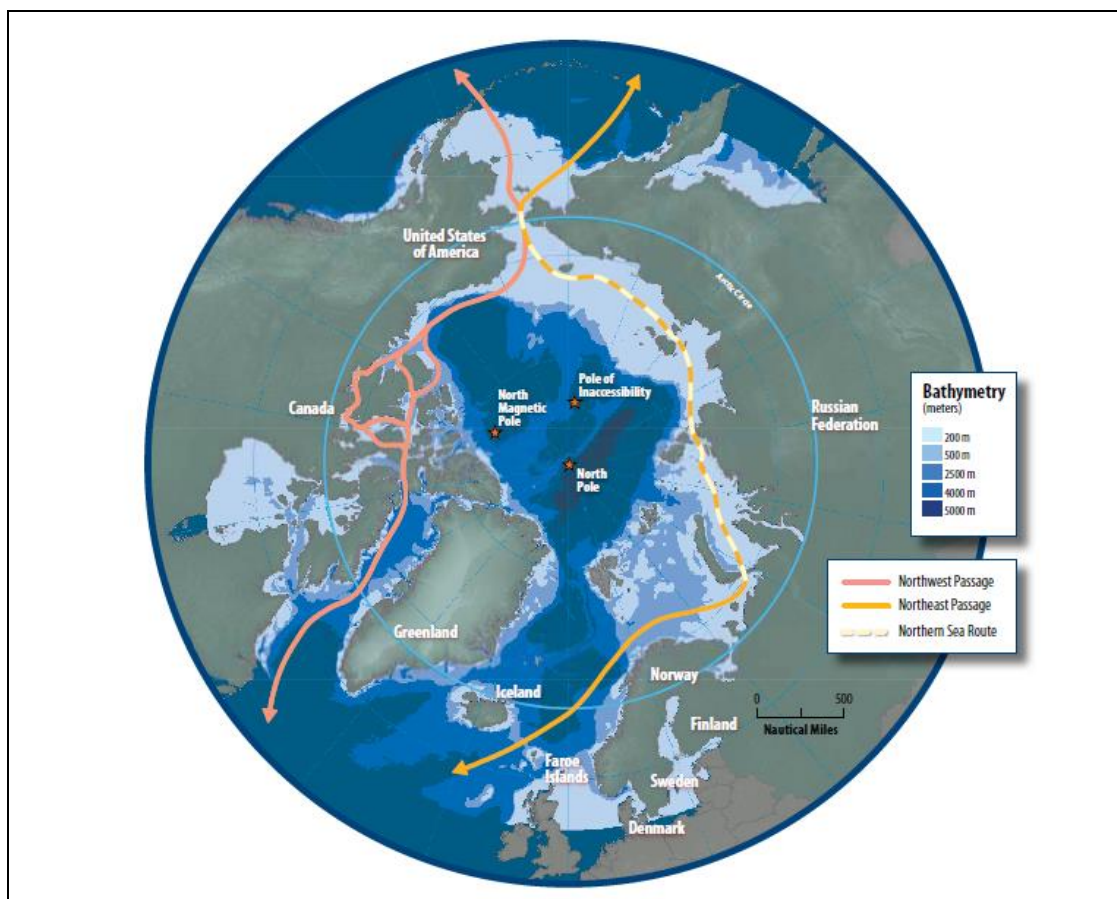 United States
of America
Arctic Circle
Pole of
Inaccessibility
North
Magnetic
Pole
Canada
Russian
Federation
North
Pole
Bathymetry
(meters)
200 m
500 m
2500 m
4000 m
5000 m
Northwest Passage
Northeast Passage
Northern Sea Route
Greenland
Iceland
Norway
0 500
Nautical Miles
Finland
Faroe
Islands
Sweden
Denmark